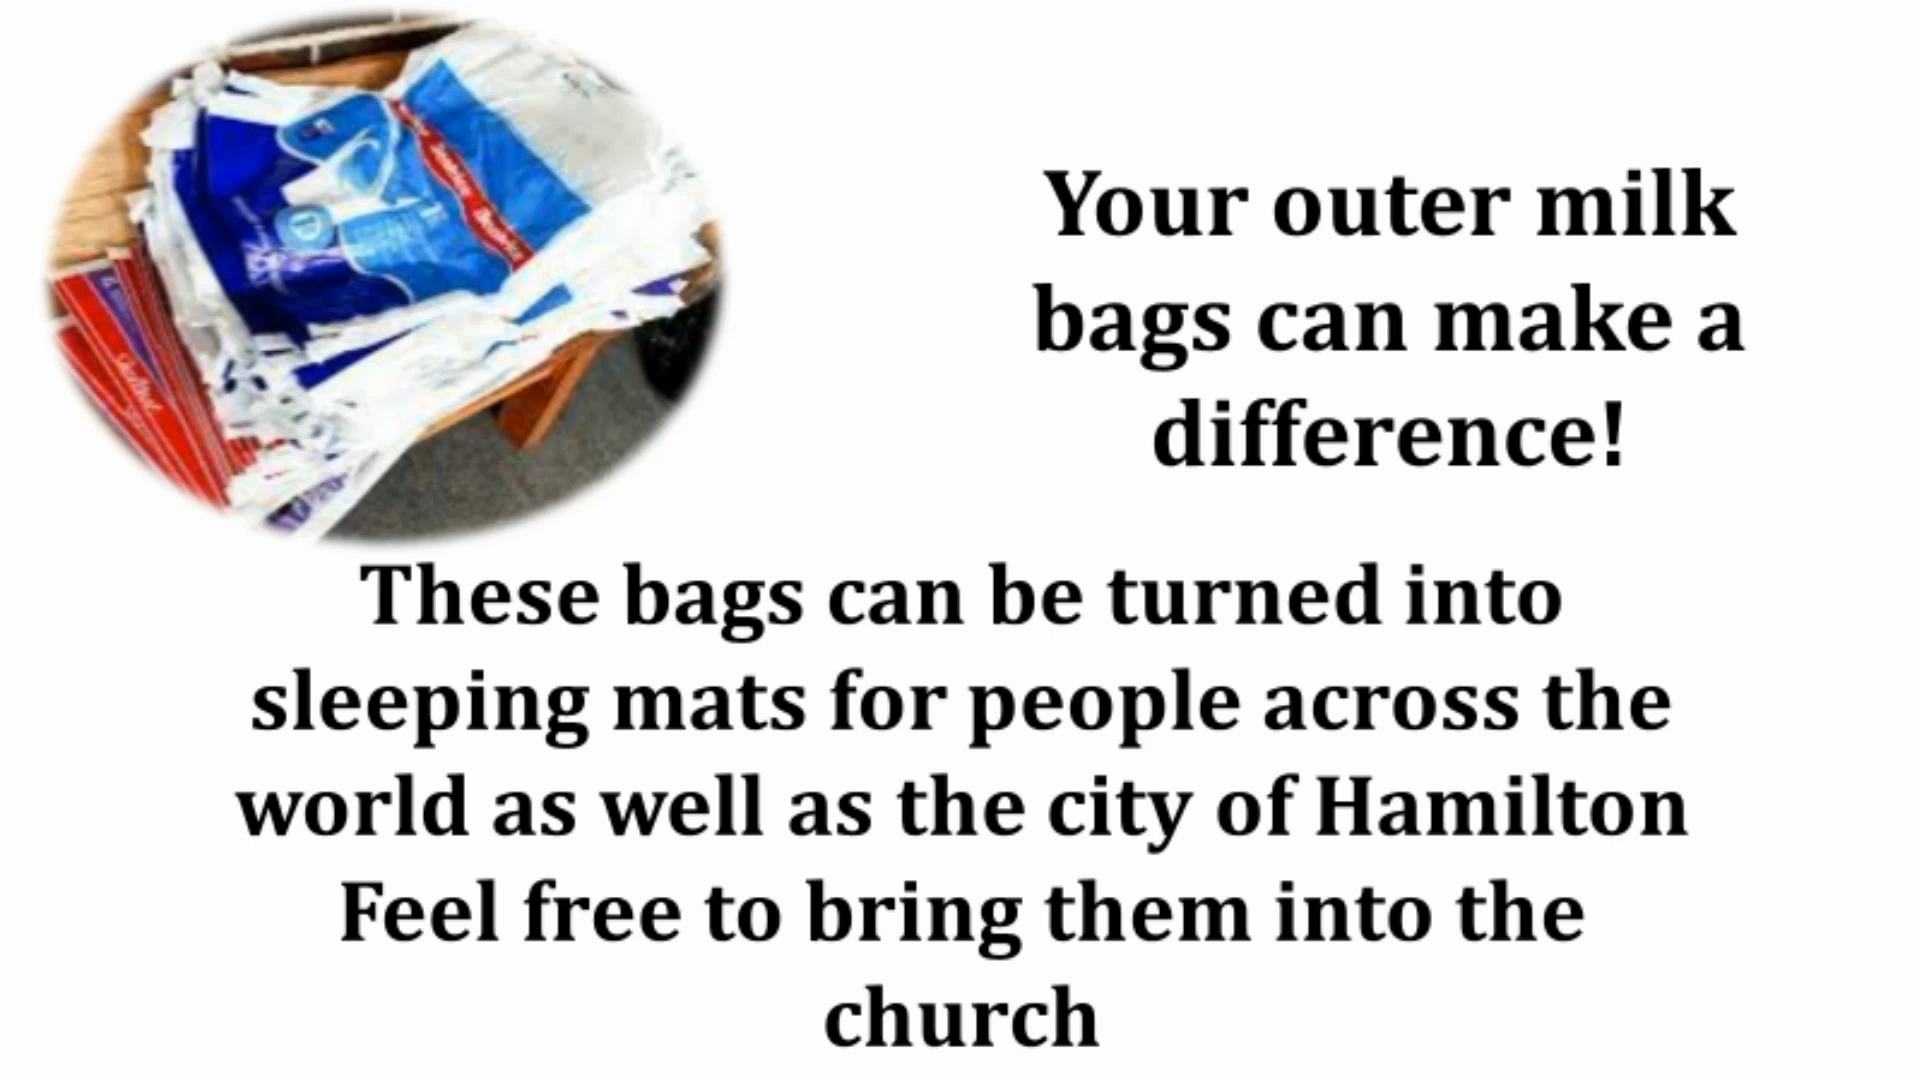 Your outer milk
bags can make a
difference!
These bags can be turned into
sleeping mats for people across the
world as well as the city of Hamilton
Feel free to bring them into the
church